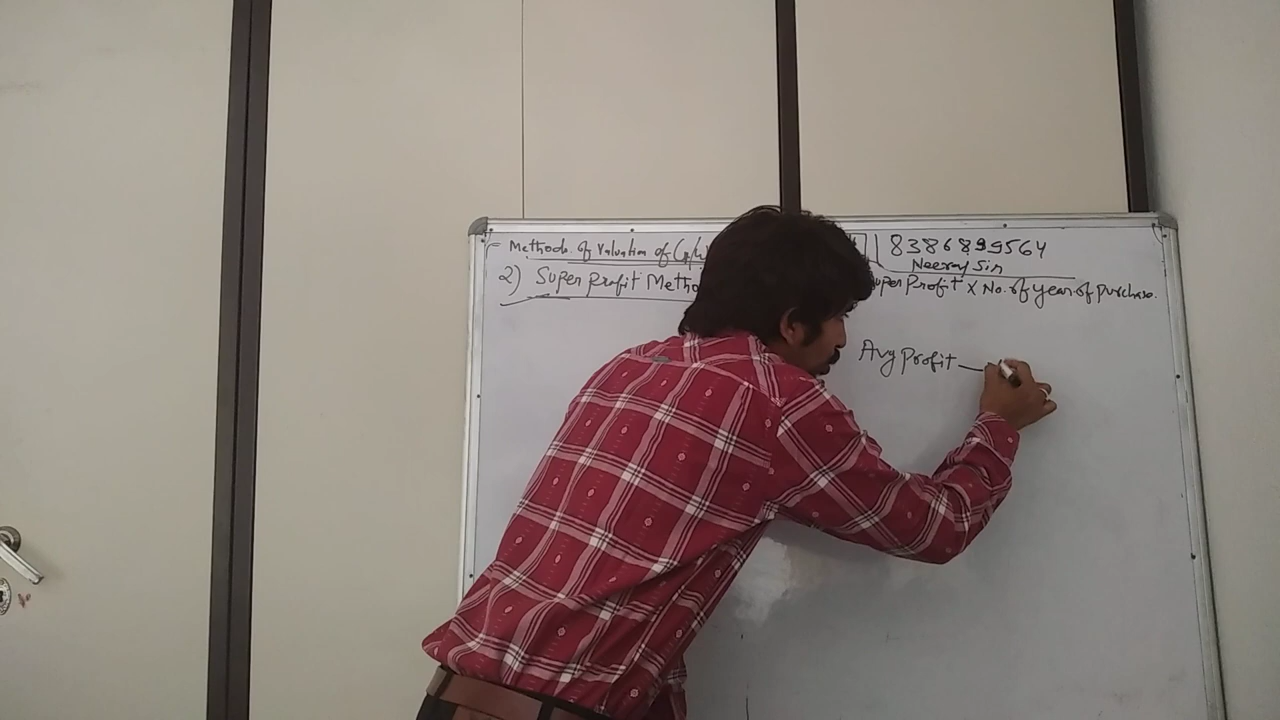 Methods of Valuation of G/w
8386899564
Neeraj Sir
2) Super Profit Metho
uper Profit X No. of year of purchase.
Avg Profit —